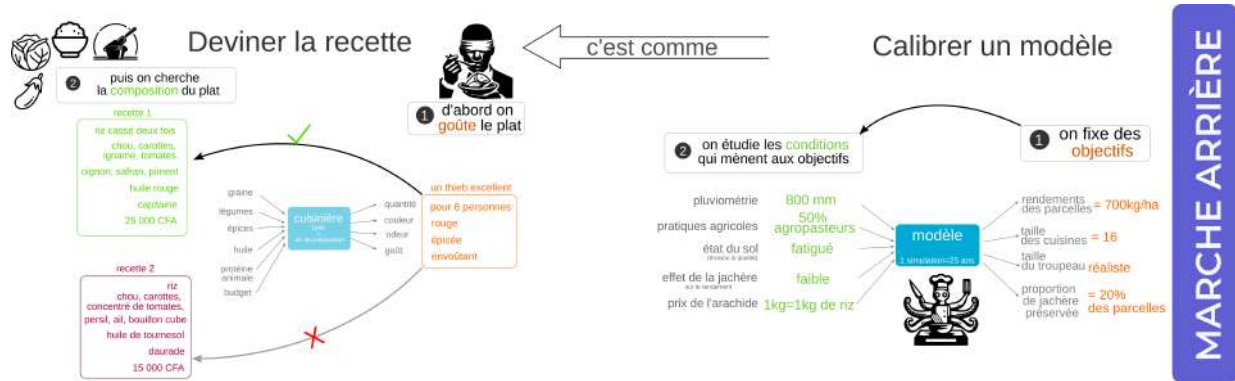 Deviner la recette
c'est comme
Calibrer un modèle
MARCHE ARRIÈRE
2 puis on cherche
la composition du plat
1 d'abord on
goûte le plat
recette 1
riz cassé deux fois
chou, carottes,
igname, tomates,
oignon, safran, piment
huile rouge
capitaine
25 000 CFA
graine
légumes
épices
huile
protéine
animale
budget
cuisinière
quantité
couleur
odeur
goût
un thieb excellent
pour 6 personnes
rouge
épicée
envoûtant
recette 2
riz
chou, carottes,
concentré de tomates,
persil, ail, bouillon cube
huile de tournesol
daurade
15 000 CFA
2 on étudie les conditions
qui mènent aux objectifs
1 on fixe des
objectifs
pluviométrie 800 mm
pratiques agricoles 50%
agropasteurs
état du sol fatigué
effet de la jachère faible
sur le rendement
prix de l'arachide 1kg=1kg de riz
modèle
1 simulation=25 ans
rendements
des parcelles = 700kg/ha
taille
des cuisines = 16
taille
du troupeau réaliste
proportion
de jachère
préservée = 20%
des parcelles